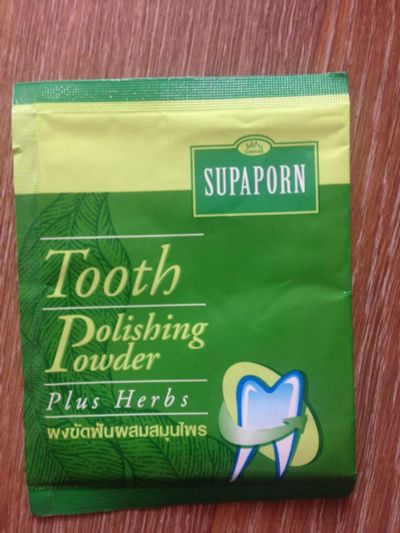 SUPAPORN
Tooth
Polishing
Powder
Plus Herbs
ผงขัดฟันผสมสมุนไพร